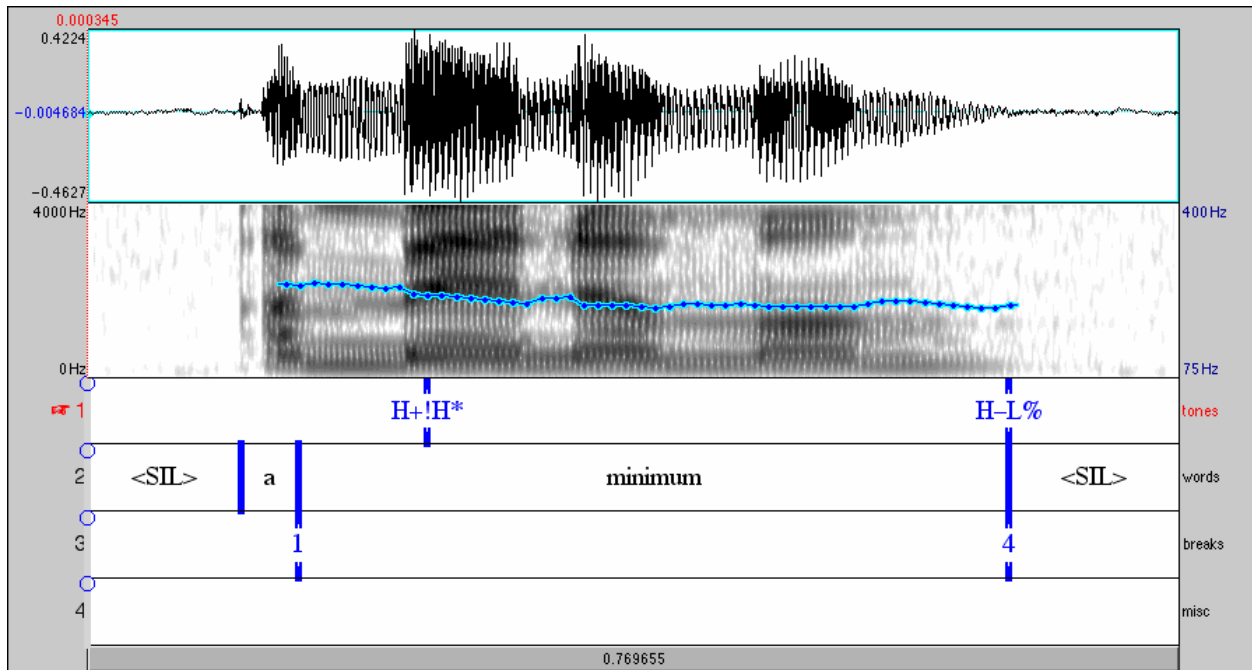 0.000345
0.4224
−0.004684
−0.4627
4000 Hz 400 Hz
0 Hz 75 Hz
1 H+!H* H−L% tones
2 <SIL> a minimum <SIL> words
3 1 4 breaks
4 misc
0.769655